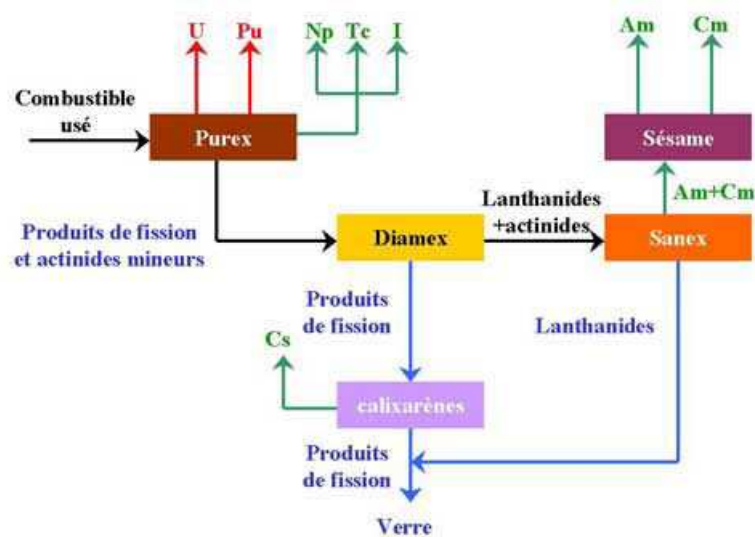 U Pu Np Tc I
Am Cm
Combustible
usé
Purex
Sésame
Am+Cm
Lanthanides
+actinides
Produits de fission
et actinides mineurs
Diamex
Sanex
Produits
de fission
Lanthanides
Cs
calixarènes
Produits
de fission
Verre